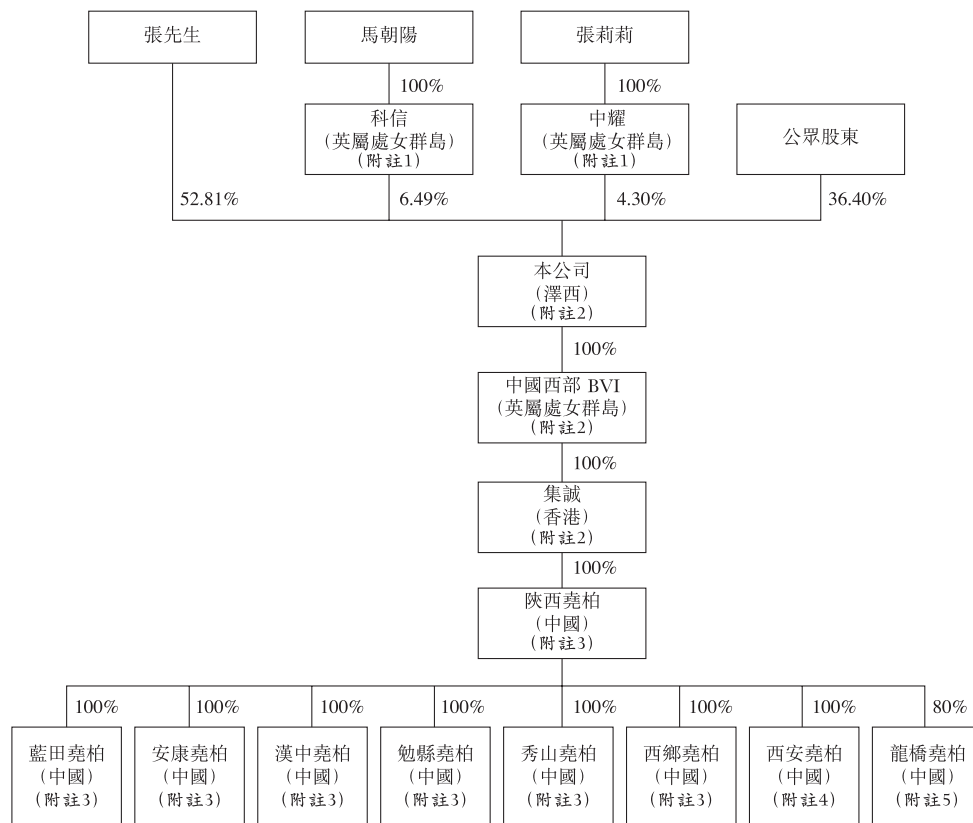 張先生
馬朝陽
張莉莉
100%
100%
科信
(英屬處女群島)
(附註1)
中耀
(英屬處女群島)
(附註1)
公眾股東
52.81%
6.49%
4.30%
36.40%
本公司
(澤西)
(附註2)
100%
中國西部 BVI
(英屬處女群島)
(附註2)
100%
集誠
(香港)
(附註2)
100%
陝西堯柏
(中國)
(附註3)
100%
100%
100%
100%
100%
100%
100%
80%
藍田堯柏
(中國)
(附註3)
安康堯柏
(中國)
(附註3)
漢中堯柏
(中國)
(附註3)
勉縣堯柏
(中國)
(附註3)
秀山堯柏
(中國)
(附註3)
西鄉堯柏
(中國)
(附註3)
西安堯柏
(中國)
(附註4)
龍橋堯柏
(中國)
(附註5)